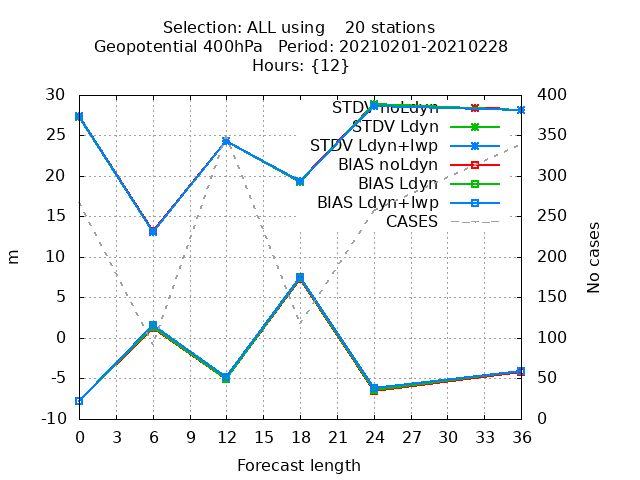 Selection: ALL using    20 stations
Geopotential 400hPa   Period: 20210201-20210228
Hours: {12}
30 400
25 350
20 300
15 250
10 200
5 150
0 100
-5 50
-10 0
m
No cases
STDV noLdyn
STDV Ldyn
STDV Ldyn+Iwp
BIAS noLdyn
BIAS Ldyn
BIAS Ldyn+Iwp
CASES
0 3 6 9 12 15 18 21 24 27 30 33 36
Forecast length